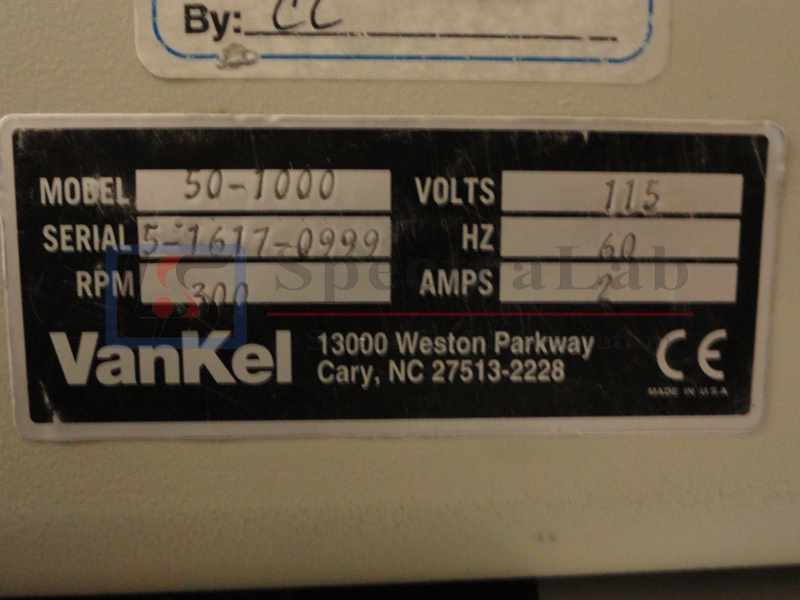 By: CC
MODEL 50-1000 VOLTS 115
SERIAL 5-1617-0999 HZ 60
RPM 300 AMPS 2
SpectraLab
VanKel 13000 Weston Parkway
Cary, NC 27513-2228
CE
MADE IN U.S.A